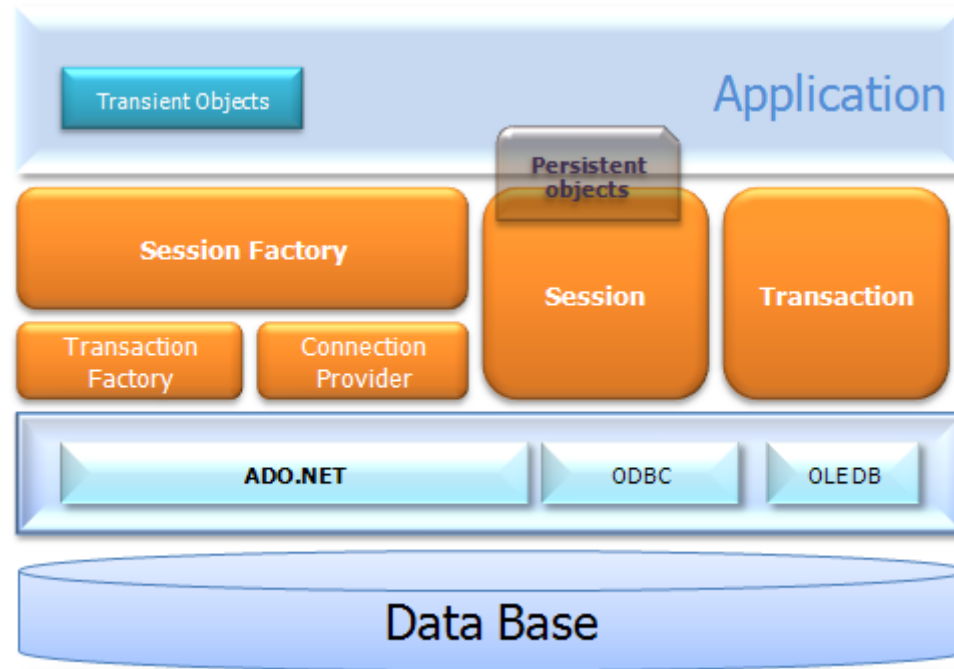 Transient Objects
Application
Persistent
objects
Session Factory
Session
Transaction
Transaction
Factory
Connection
Provider
ADO.NET
ODBC
OLEDB
Data Base